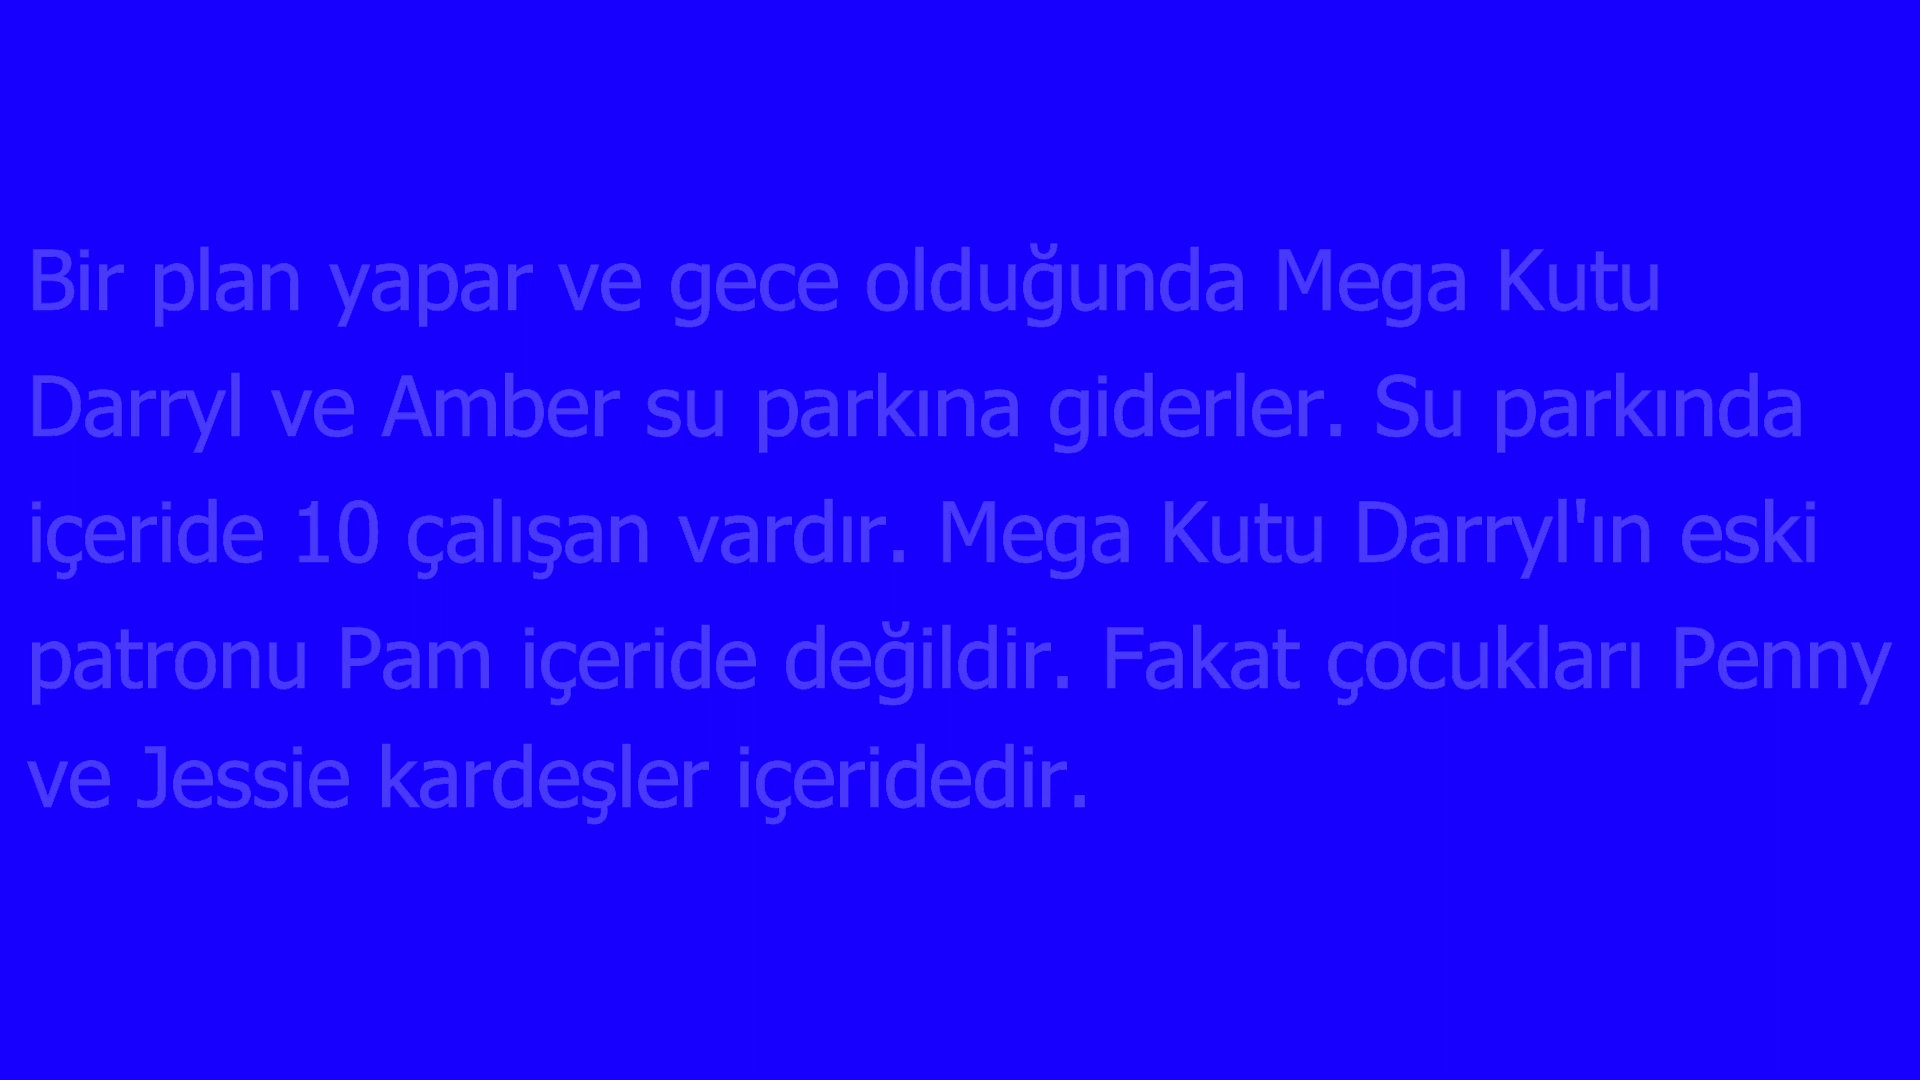 Bir plan yapar ve gece olduğunda Mega Kutu
Darryl ve Amber su parkına giderler. Su parkında
içeride 10 çalışan vardır. Mega Kutu Darryl'ın eski
patronu Pam içeride değildir. Fakat çocukları Penny
ve Jessie kardeşler içeridedir.